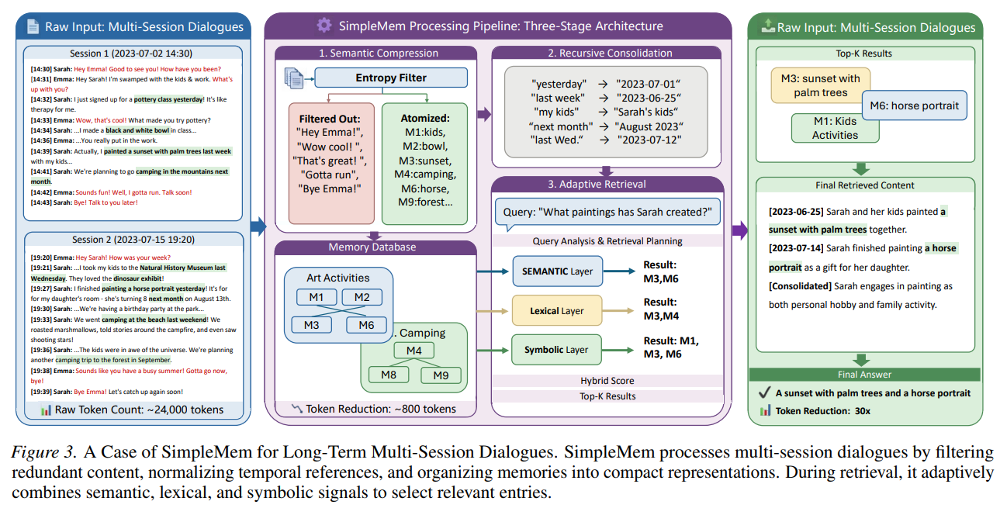 Raw Input: Multi-Session Dialogues
Session 1 (2023-07-02 14:30)
[14:30] Sarah: Hey Emma! Good to see you! How have you been?
[14:31] Emma: Hey Sarah! I'm swamped with the kids & work. What's
up with you?
[14:32] Sarah: I just signed up for a pottery class yesterday! It's like
therapy for me.
[14:33] Emma: Wow, that's cool! What made you try pottery?
[14:34] Sarah: ...I made a black and white bowl in class...
[14:36] Emma: ...You really put in the work.
[14:39] Sarah: Actually, I painted a sunset with palm trees last week
with my kids...
[14:41] Sarah: We're planning to go camping in the mountains next
month.
[14:42] Emma: Sounds fun! Well, I gotta run. Talk soon!
[14:43] Sarah: Bye! Talk to you later!
Session 2 (2023-07-15 19:20)
[19:20] Emma: Hey Sarah! How was your week?
[19:21] Sarah: ...I took my kids to the Natural History Museum last
Wednesday. They loved the dinosaur exhibit!
[19:27] Sarah: I finished painting a horse portrait yesterday! It's for
for my daughter's room - she's turning 8 next month on August 13th.
[19:30] Sarah: ...We're having a birthday party at the park...
[19:33] Sarah: We went camping at the beach last weekend! We
roasted marshmallows, told stories around the campfire, and even saw
shooting stars!
[19:36] Sarah: ...The kids were in awe of the universe. We're planning
another camping trip to the forest in September.
[19:38] Emma: Sounds like you have a busy summer! Gotta go now,
bye!
[19:39] Sarah: Bye Emma! Let's catch up again soon!
Raw Token Count: ~24,000 tokens
SimpleMem Processing Pipeline: Three-Stage Architecture
1. Semantic Compression
Entropy Filter
Filtered Out:
"Hey Emma!",
"Wow cool! ",
"That's great! ",
"Gotta run",
"Bye Emma!"
Atomized:
M1:kids,
M2:bowl,
M3:sunset,
M4:camping,
M6:horse,
M9:forest...
Memory Database
Art Activities
M1 M2
M3 M6
.. Camping
M4
M8 M9
Token Reduction: ~800 tokens
2. Recursive Consolidation
"yesterday" → "2023-07-01“
"last week" → "2023-06-25“
"my kids" → "Sarah's kids“
“next month" → "August 2023“
"last Wed.“ → "2023-07-12"
3. Adaptive Retrieval
Query: "What paintings has Sarah created?"
Query Analysis & Retrieval Planning
SEMANTIC Layer
Result:
M3,M6
Lexical Layer
Result:
M3,M4
Symbolic Layer
Result: M1,
M3, M6
Hybrid Score
Top-K Results
Raw Input: Multi-Session Dialogues
Top-K Results
M3: sunset with
palm trees
M6: horse portrait
M1: Kids
Activities
Final Retrieved Content
[2023-06-25] Sarah and her kids painted a
sunset with palm trees together.
[2023-07-14] Sarah finished painting a horse
portrait as a gift for her daughter.
[Consolidated] Sarah engages in painting as
both personal hobby and family activity.
Final Answer
A sunset with palm trees and a horse portrait
Token Reduction: 30x
Figure 3. A Case of SimpleMem for Long-Term Multi-Session Dialogues. SimpleMem processes multi-session dialogues by filtering
redundant content, normalizing temporal references, and organizing memories into compact representations. During retrieval, it adaptively
combines semantic, lexical, and symbolic signals to select relevant entries.